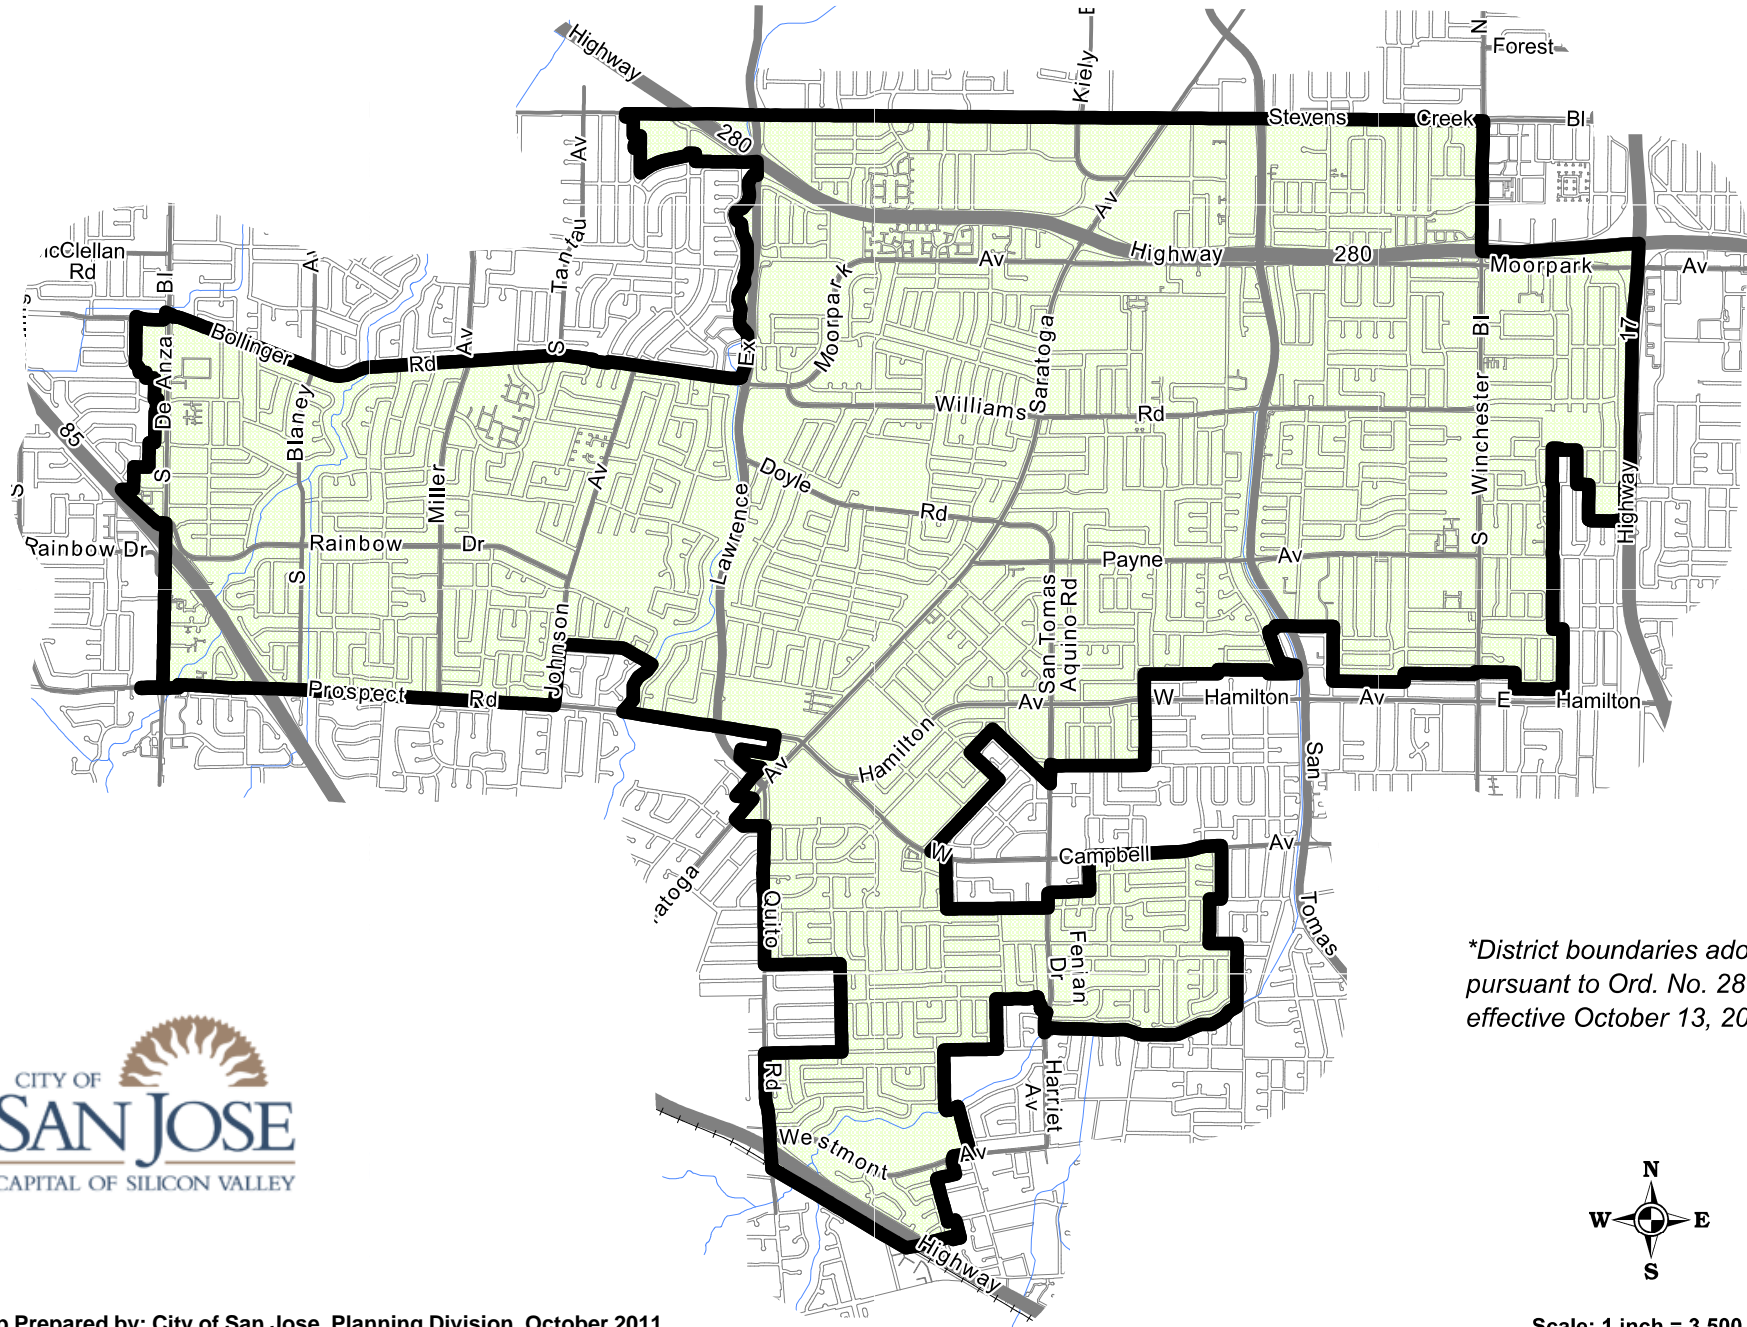 Highway
280
Kiely
N
Forest
Stevens Creek Bl
Tantau Av
S
Rd
Bl
Av
Moorpark Av
Highway 280
Moorpark Av
17
Bollinger Rd
Av
S De Anza
Blaney
S
Miller
Johnson Av
85
S
Rainbow Dr
Rainbow Dr
Prospect Rd
Lawrence Ex
Saratoga Av
Williams Rd
Doyle Rd
Payne Av
San Tomas
Aquino Rd
S Winchester Bl
Highway
Hamilton Av
W Hamilton Av
E Hamilton
San
Tomas
Av
W Campbell Av
Quito
Rd
Fenian
Dr
Harriet
Av
Westmont Av
Highway
*District boundaries
pursuant to Ord. No. 28
effective October 13, 20
CITY OF
SAN JOSE
CAPITAL OF SILICON VALLEY
N
W E
S
Prepared by: City of San Jose, Planning Division, October 2011
Scale: 1 inch = 3,500